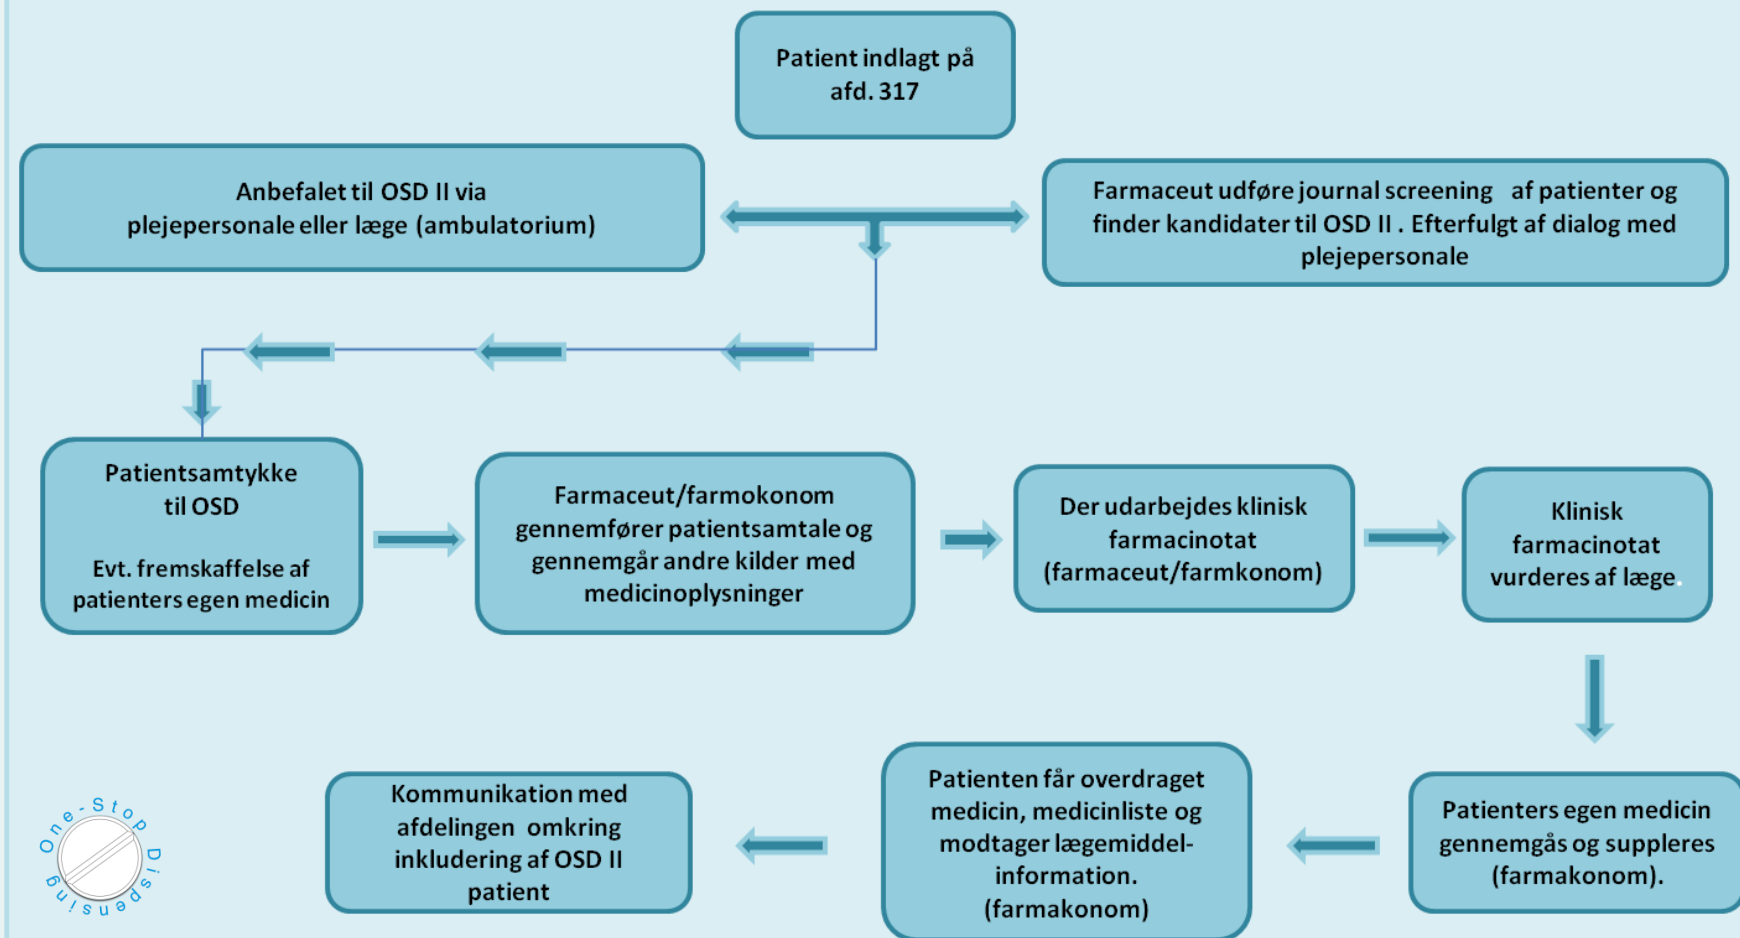 Patient indlagt på
afd. 317
Anbefalet til OSD II via
plejepersonale eller læge (ambulatorium)
Farmaceut udføre journal screening af patienter og
finder kandidater til OSD II . Efterfulgt af dialog med
plejepersonale
Patientsamtykke
til OSD
Evt. fremskaffelse af
patienters egen medicin
Farmaceut/farmokonom
gennemfører patientsamtale og
gennemgår andre kilder med
medicinoplysninger
Der udarbejdes klinisk
farmacinotat
(farmaceut/farmkonom)
Klinisk
farmacinotat
vurderes af læge.
Patienters egen medicin
gennemgås og suppleres
(farmakonom).
Patienten får overdraget
medicin, medicinliste og
modtager lægemiddel-
information.
(farmakonom)
Kommunikation med
afdelingen omkring
inkludering af OSD II
patient
One-Stop Dispensing